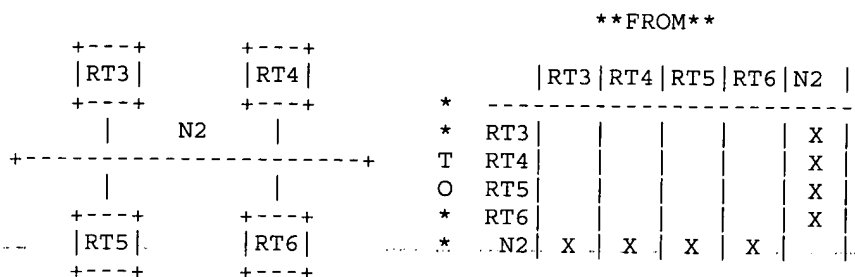 **FROM**
+---+ +---+
|RT3| |RT4| |RT3|RT4|RT5|RT6|N2 |
+---+ +---+ * ---------------------
| N2 | * RT3| | | | | X |
+----------------------+ T RT4| | | | | X |
| | O RT5| | | | | X |
+---+ +---+ * RT6| | | | | X |
|RT5| |RT6| * N2| X | X | X | X | |
+---+ +---+